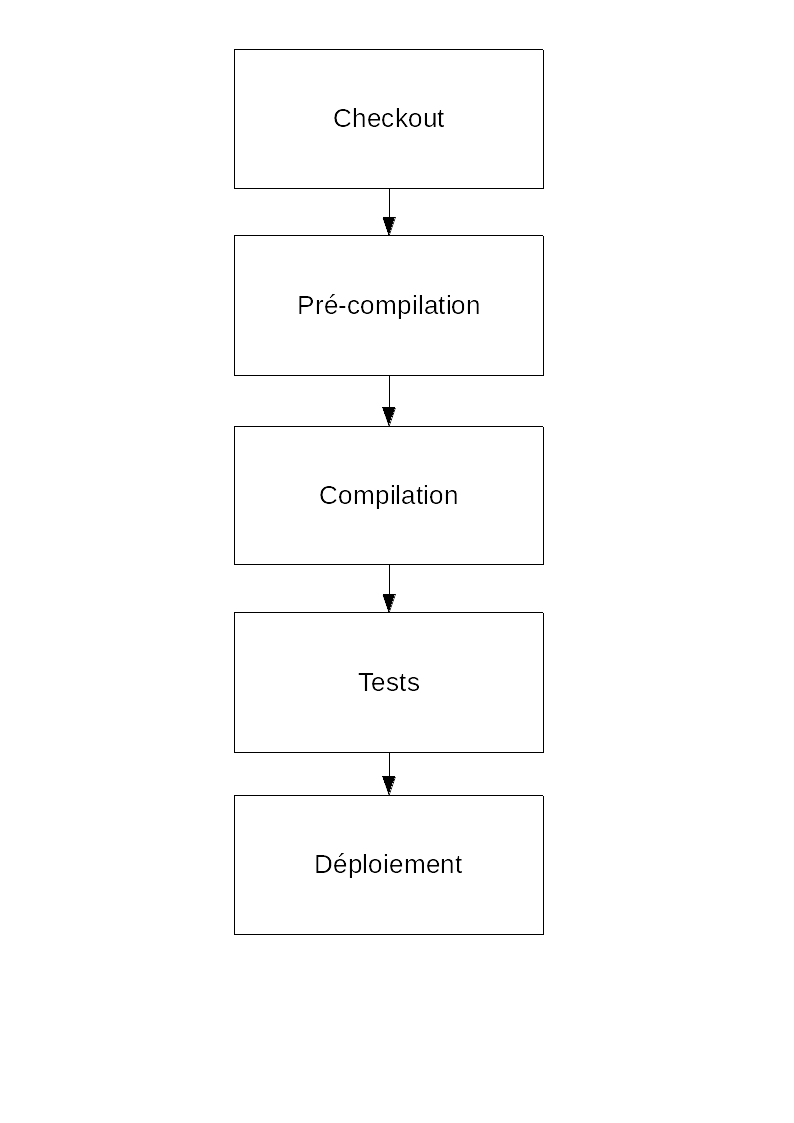 Checkout
Pré-compilation
Compilation
Tests
Déploiement